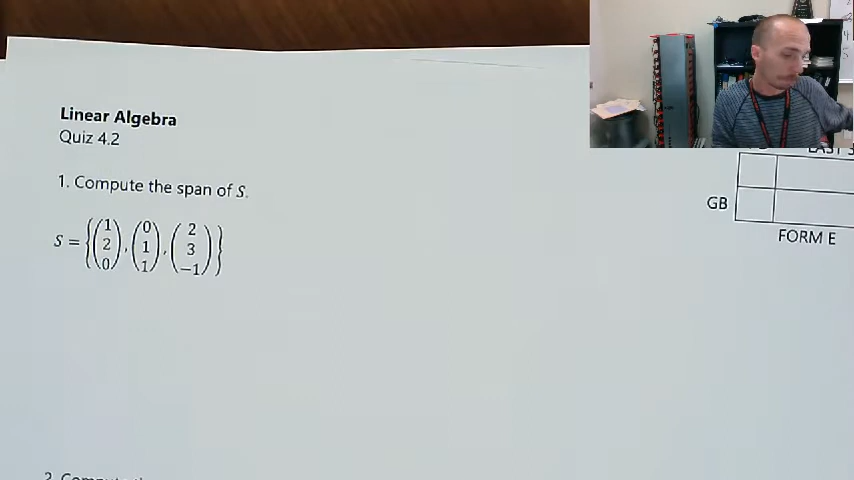 Linear Algebra
Quiz 4.2
1. Compute the span of S.
S = {(1 2 0), (0 1 1), (2 3 −1)}
GB
FORM E
2.